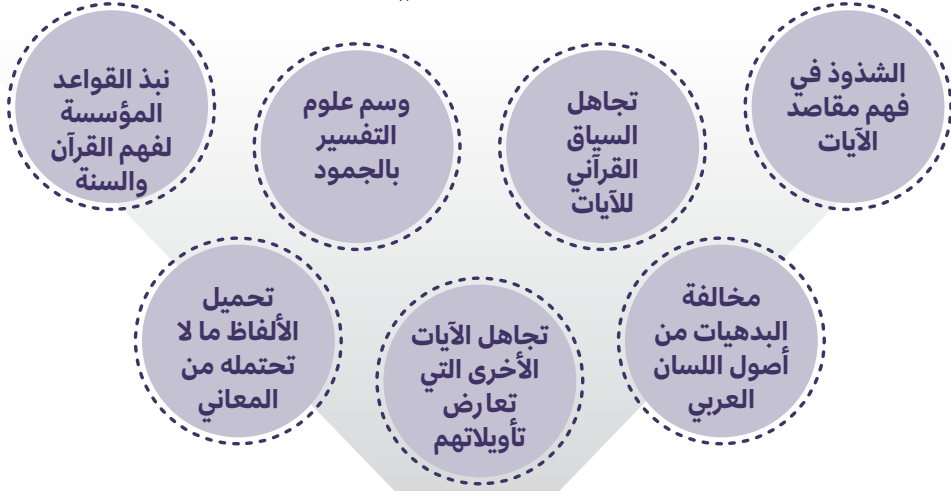 الشذوذ في
فهم مقاصد
الآيات
تجاهل
السياق
القرآني
للآيات
وسم علوم
التفسير
بالجمود
نبذ القواعد
المؤسسة
لفهم القرآن
والسنة
مخالفة
البدهيات من
أصول اللسان
العربي
تجاهل الآيات
الأخرى التي
تعارض
تأويلاتهم
تحميل
الألفاظ ما لا
تحتمله من
المعاني